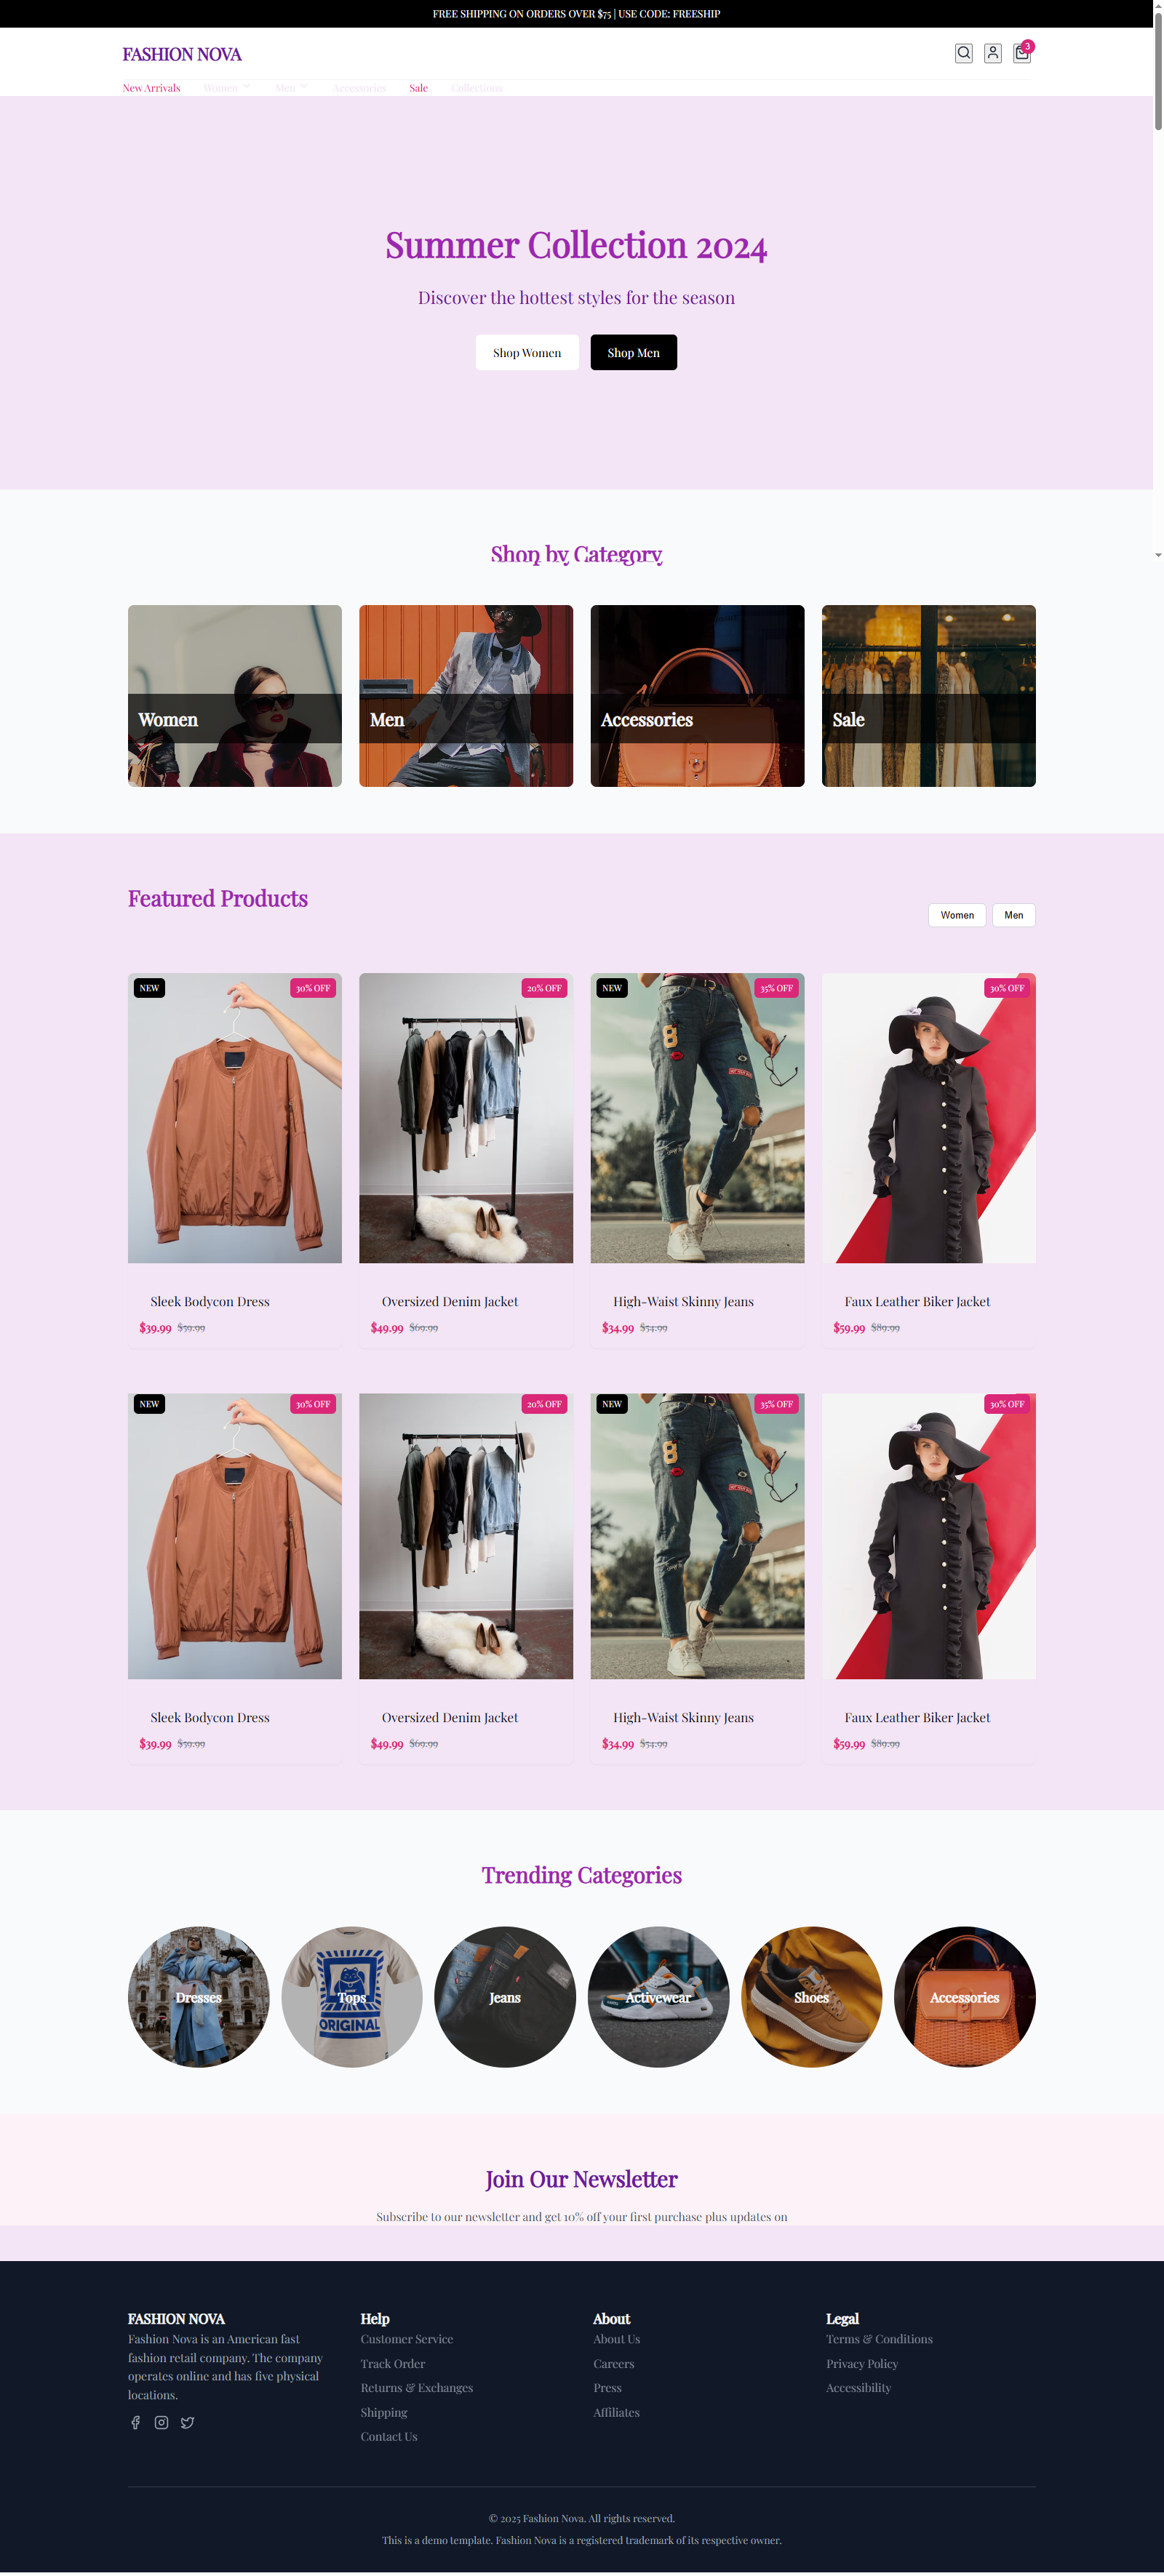 FREE SHIPPING ON ORDERS OVER $75 | USE CODE: FREESHIP
FASHION NOVA
3
New Arrivals Women Men Accessories Sale Collections
Summer Collection 2024
Discover the hottest styles for the season
Shop Women Shop Men
Shop by Category
Women Men Accessories Sale
Featured Products
Women Men
NEW 30% OFF 20% OFF NEW 35% OFF 30% OFF
8
Sleek Bodycon Dress Oversized Denim Jacket High-Waist Skinny Jeans Faux Leather Biker Jacket
$39.99 $59.99 $49.99 $69.99 $34.99 $54.99 $59.99 $89.99
NEW 30% OFF 20% OFF NEW 35% OFF 30% OFF
8
Sleek Bodycon Dress Oversized Denim Jacket High-Waist Skinny Jeans Faux Leather Biker Jacket
$39.99 $59.99 $49.99 $69.99 $34.99 $54.99 $59.99 $89.99
Trending Categories
Dresses Tops Jeans Activewear Shoes Accessories
ORIGINAL
Join Our Newsletter
Subscribe to our newsletter and get 10% off your first purchase plus updates on
FASHION NOVA
Fashion Nova is an American fast
fashion retail company. The company
operates online and has five physical
locations.
Help
Customer Service
Track Order
Returns & Exchanges
Shipping
Contact Us
About
About Us
Careers
Press
Affiliates
Legal
Terms & Conditions
Privacy Policy
Accessibility
© 2025 Fashion Nova. All rights reserved.
This is a demo template. Fashion Nova is a registered trademark of its respective owner.